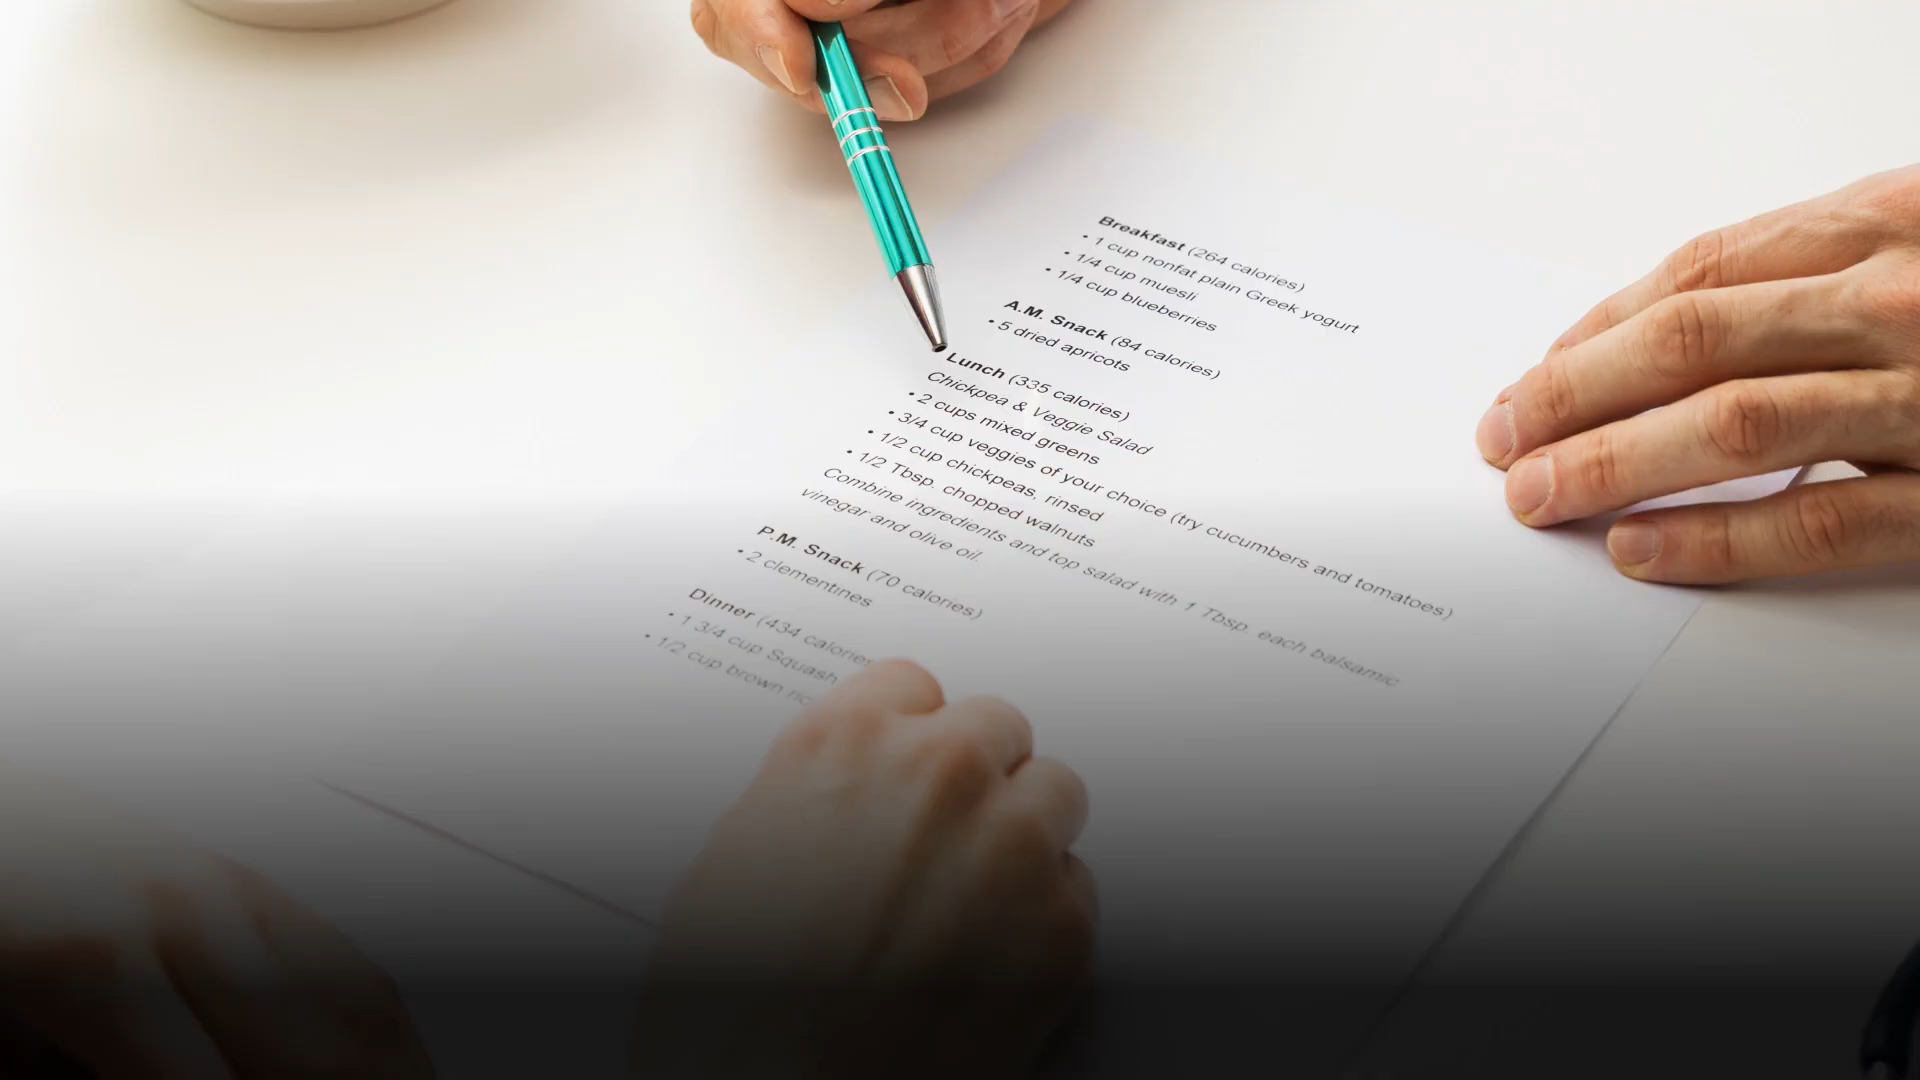 Breakfast (264 calories)
• 1 cup nonfat plain Greek yogurt
• 1/4 cup muesli
• 1/4 cup blueberries
A.M. Snack (84 calories)
• 5 dried apricots
Lunch (335 calories)
Chickpea & Veggie Salad
• 2 cups mixed greens
• 3/4 cup veggies of your choice (try cucumbers and tomatoes)
• 1/2 cup chickpeas, rinsed
• 1/2 Tbsp. chopped walnuts
Combine ingredients and top salad with 1 Tbsp. each balsamic
vinegar and olive oil.
P.M. Snack (70 calories)
• 2 clementines
Dinner (434 calories
• 1 3/4 cup Squash
• 1/2 cup brown ric